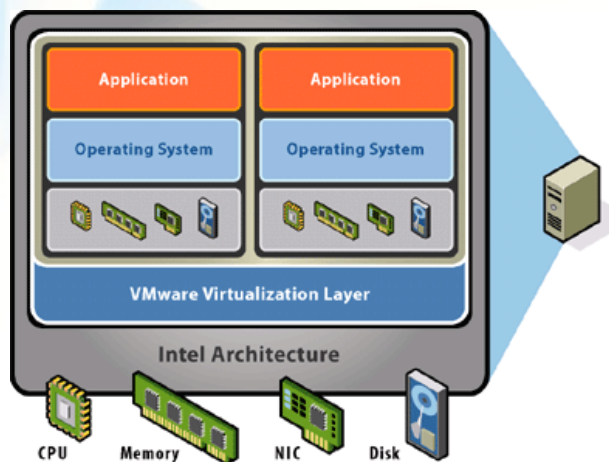 Application
Application
Operating System
Operating System
VMware Virtualization Layer
Intel Architecture
CPU
Memory
NIC
Disk